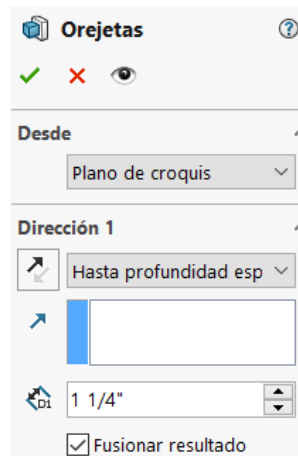 Orejetas
Desde
Plano de croquis
Dirección 1
Hasta profundidad esp
D1
1 1/4"
Fusionar resultado